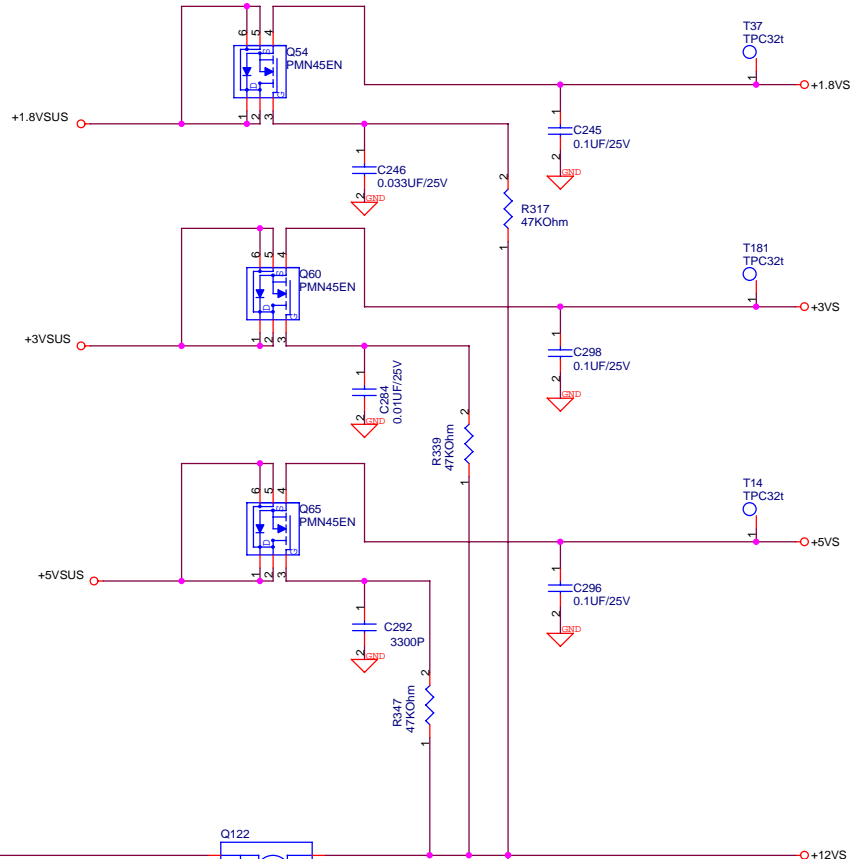 T37
TPC32t
1
+1.8VS
6 5 4
Q54
PMN45EN
S
D
G
1 2 3
+1.8VSUS
1
C245
0.1UF/25V
2
GND
1
C246
0.033UF/25V
2
GND
2
R317
47KOhm
1
T181
TPC32t
1
+3VS
6 5 4
Q60
PMN45EN
S
D
G
1 2 3
+3VSUS
1
C298
0.1UF/25V
2
GND
1
C284
0.01UF/25V
2
GND
2
R339
47KOhm
1
T14
TPC32t
1
+5VS
6 5 4
Q65
PMN45EN
S
D
G
1 2 3
+5VSUS
1
C296
0.1UF/25V
2
GND
1
C292
3300P
2
GND
2
R347
47KOhm
1
Q122
+12VS